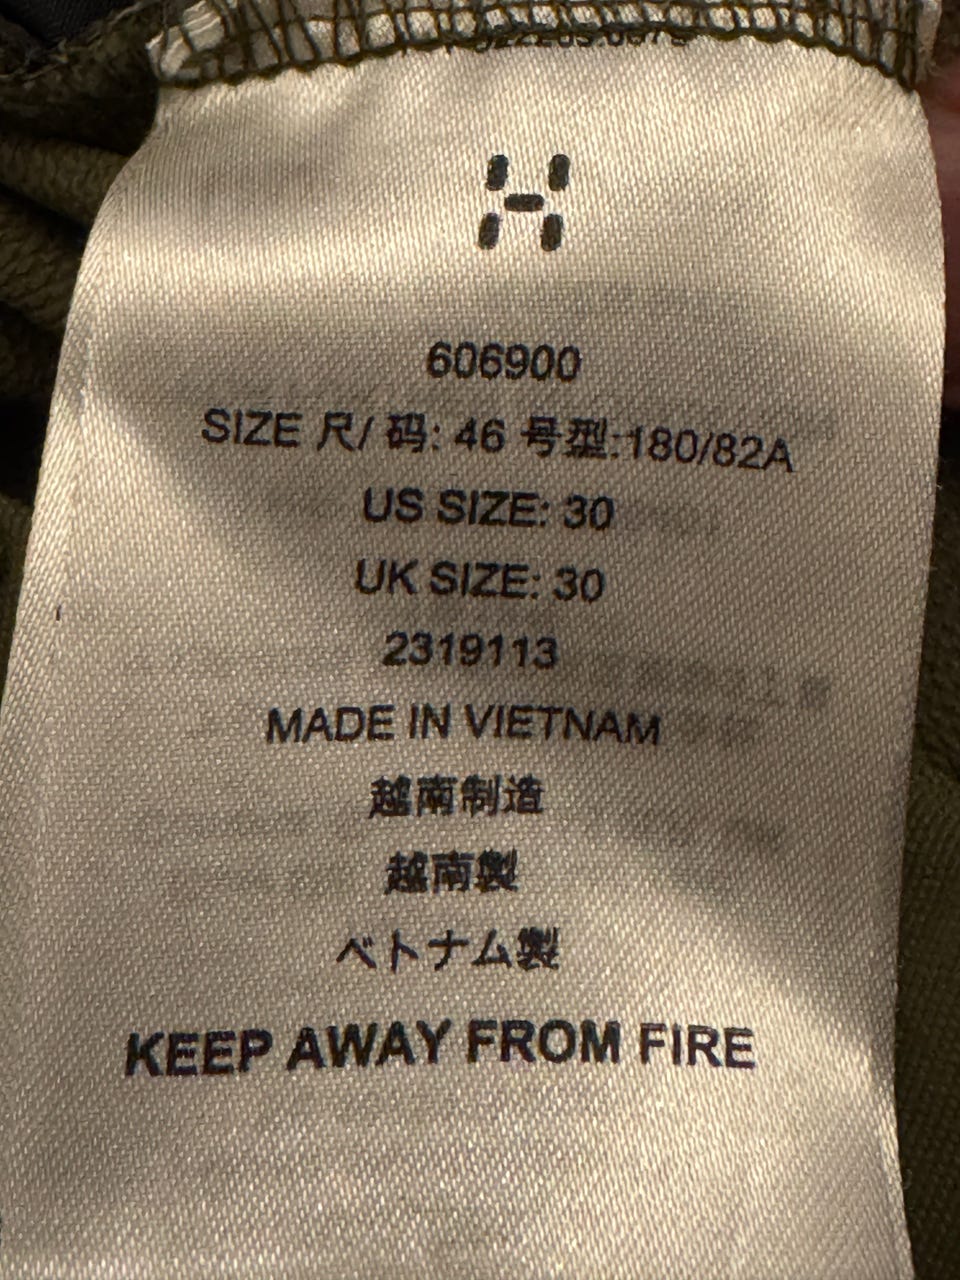 606900
SIZE 尺/ 码: 46 号型:180/82A
US SIZE: 30
UK SIZE: 30
2319113
MADE IN VIETNAM
越南制造
越南製
ベトナム製
KEEP AWAY FROM FIRE